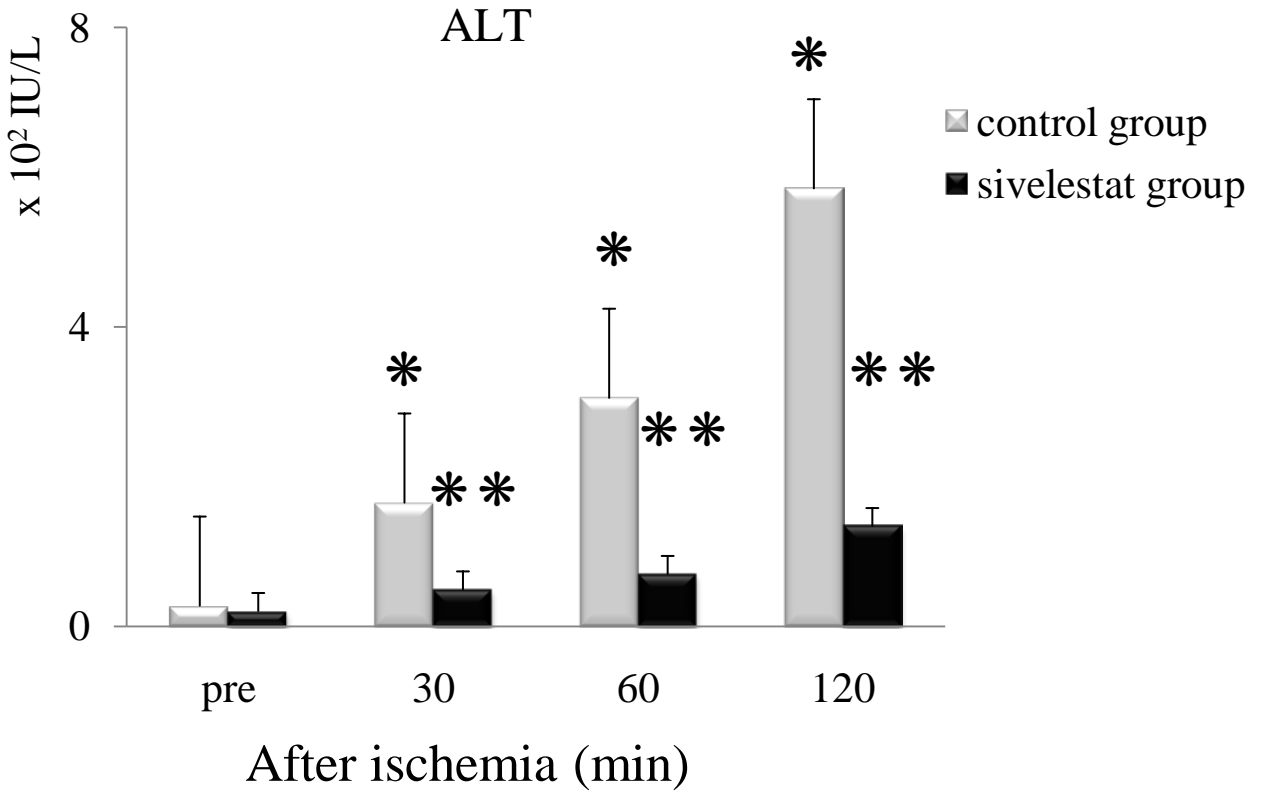 ALT
x 10² IU/L
8
4
0
*
*
*
* *
* *
* *
control group
sivelestat group
pre 30 60 120
After ischemia (min)